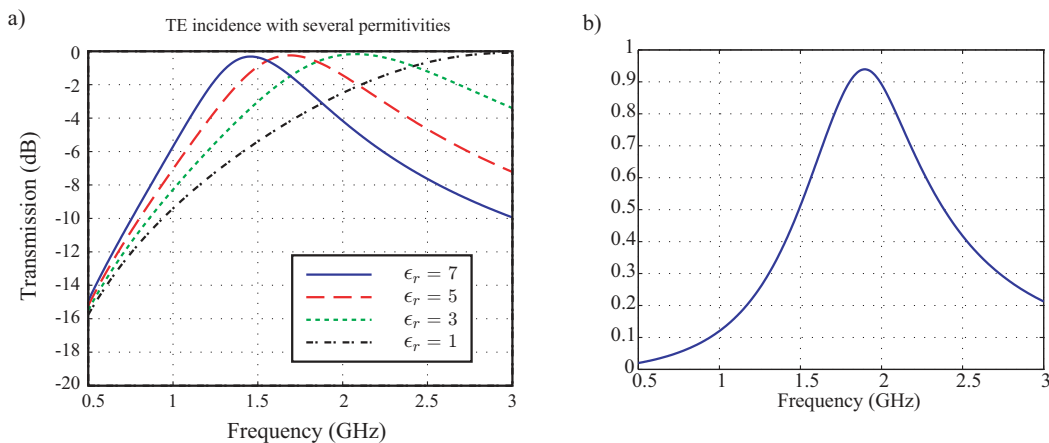 a)
TE incidence with several permitivities
0
-2
-4
-6
-8
-10
-12
-14
-16
-18
-20
Transmission (dB)
0.5 1 1.5 2 2.5 3
Frequency (GHz)
ϵr = 7
ϵr = 5
ϵr = 3
ϵr = 1
b)
1
0.9
0.8
0.7
0.6
0.5
0.4
0.3
0.2
0.1
0
0.5 1 1.5 2 2.5 3
Frequency (GHz)